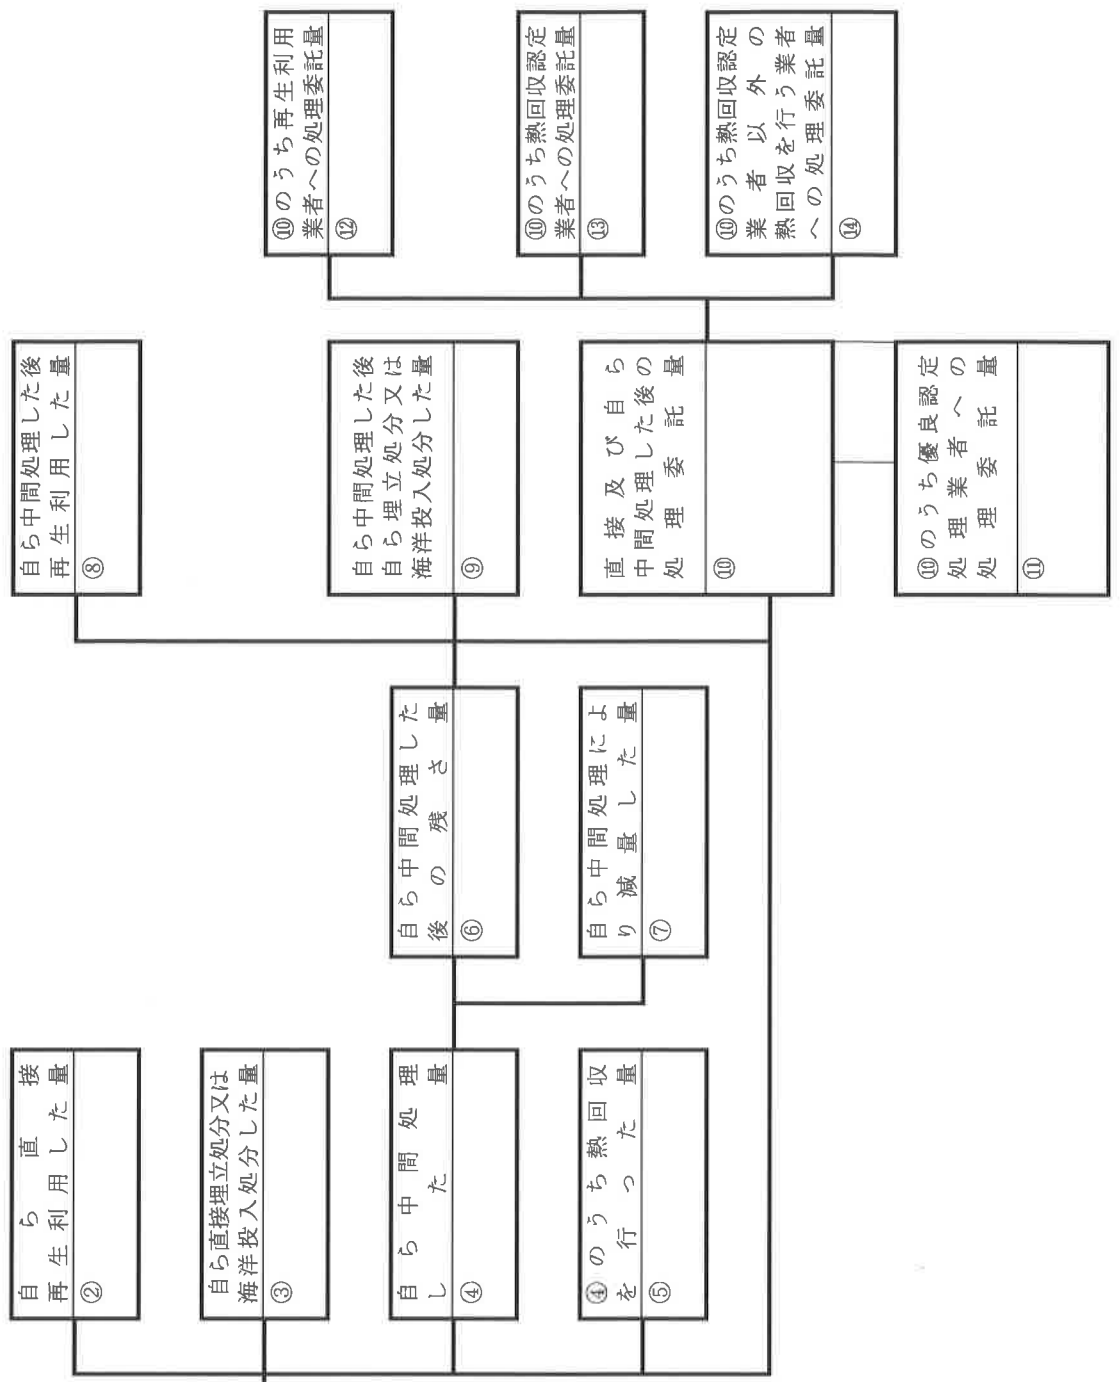 自ら直接
再生利用した量
②
自ら直接埋立処分又は
海洋投入処分した量
③
自ら中間処理
した量
④
④のうち熱回収
を行った量
⑤
自ら中間処理した
後の残さ量
⑥
自ら中間処理によ
り減量した量
⑦
自ら中間処理した後
再生利用した量
⑧
自ら中間処理した後
自ら埋立処分又は
海洋投入処分した量
⑨
直接及び自ら
中間処理した後の
処理委託量
⑩
⑩のうち優良認定
処理業者への
処理委託量
⑪
⑩のうち再生利用
業者への処理委託量
⑫
⑩のうち熱回収認定
業者への処理委託量
⑬
⑩のうち熱回収認定
業者以外の
熱回収を行う業者
への処理委託量
⑭